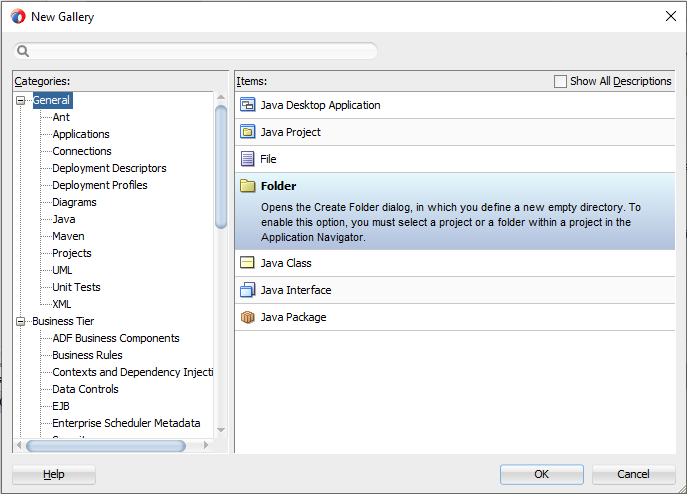 New Gallery
Categories:
General
Ant
Applications
Connections
Deployment Descriptors
Deployment Profiles
Diagrams
Java
Maven
Projects
UML
Unit Tests
XML
Business Tier
ADF Business Components
Business Rules
Contexts and Dependency Injecti
Data Controls
EJB
Enterprise Scheduler Metadata
Items:
Show All Descriptions
Java Desktop Application
Java Project
File
Folder
Opens the Create Folder dialog, in which you define a new empty directory. To
enable this option, you must select a project or a folder within a project in the
Application Navigator.
Java Class
Java Interface
Java Package
Help
OK
Cancel